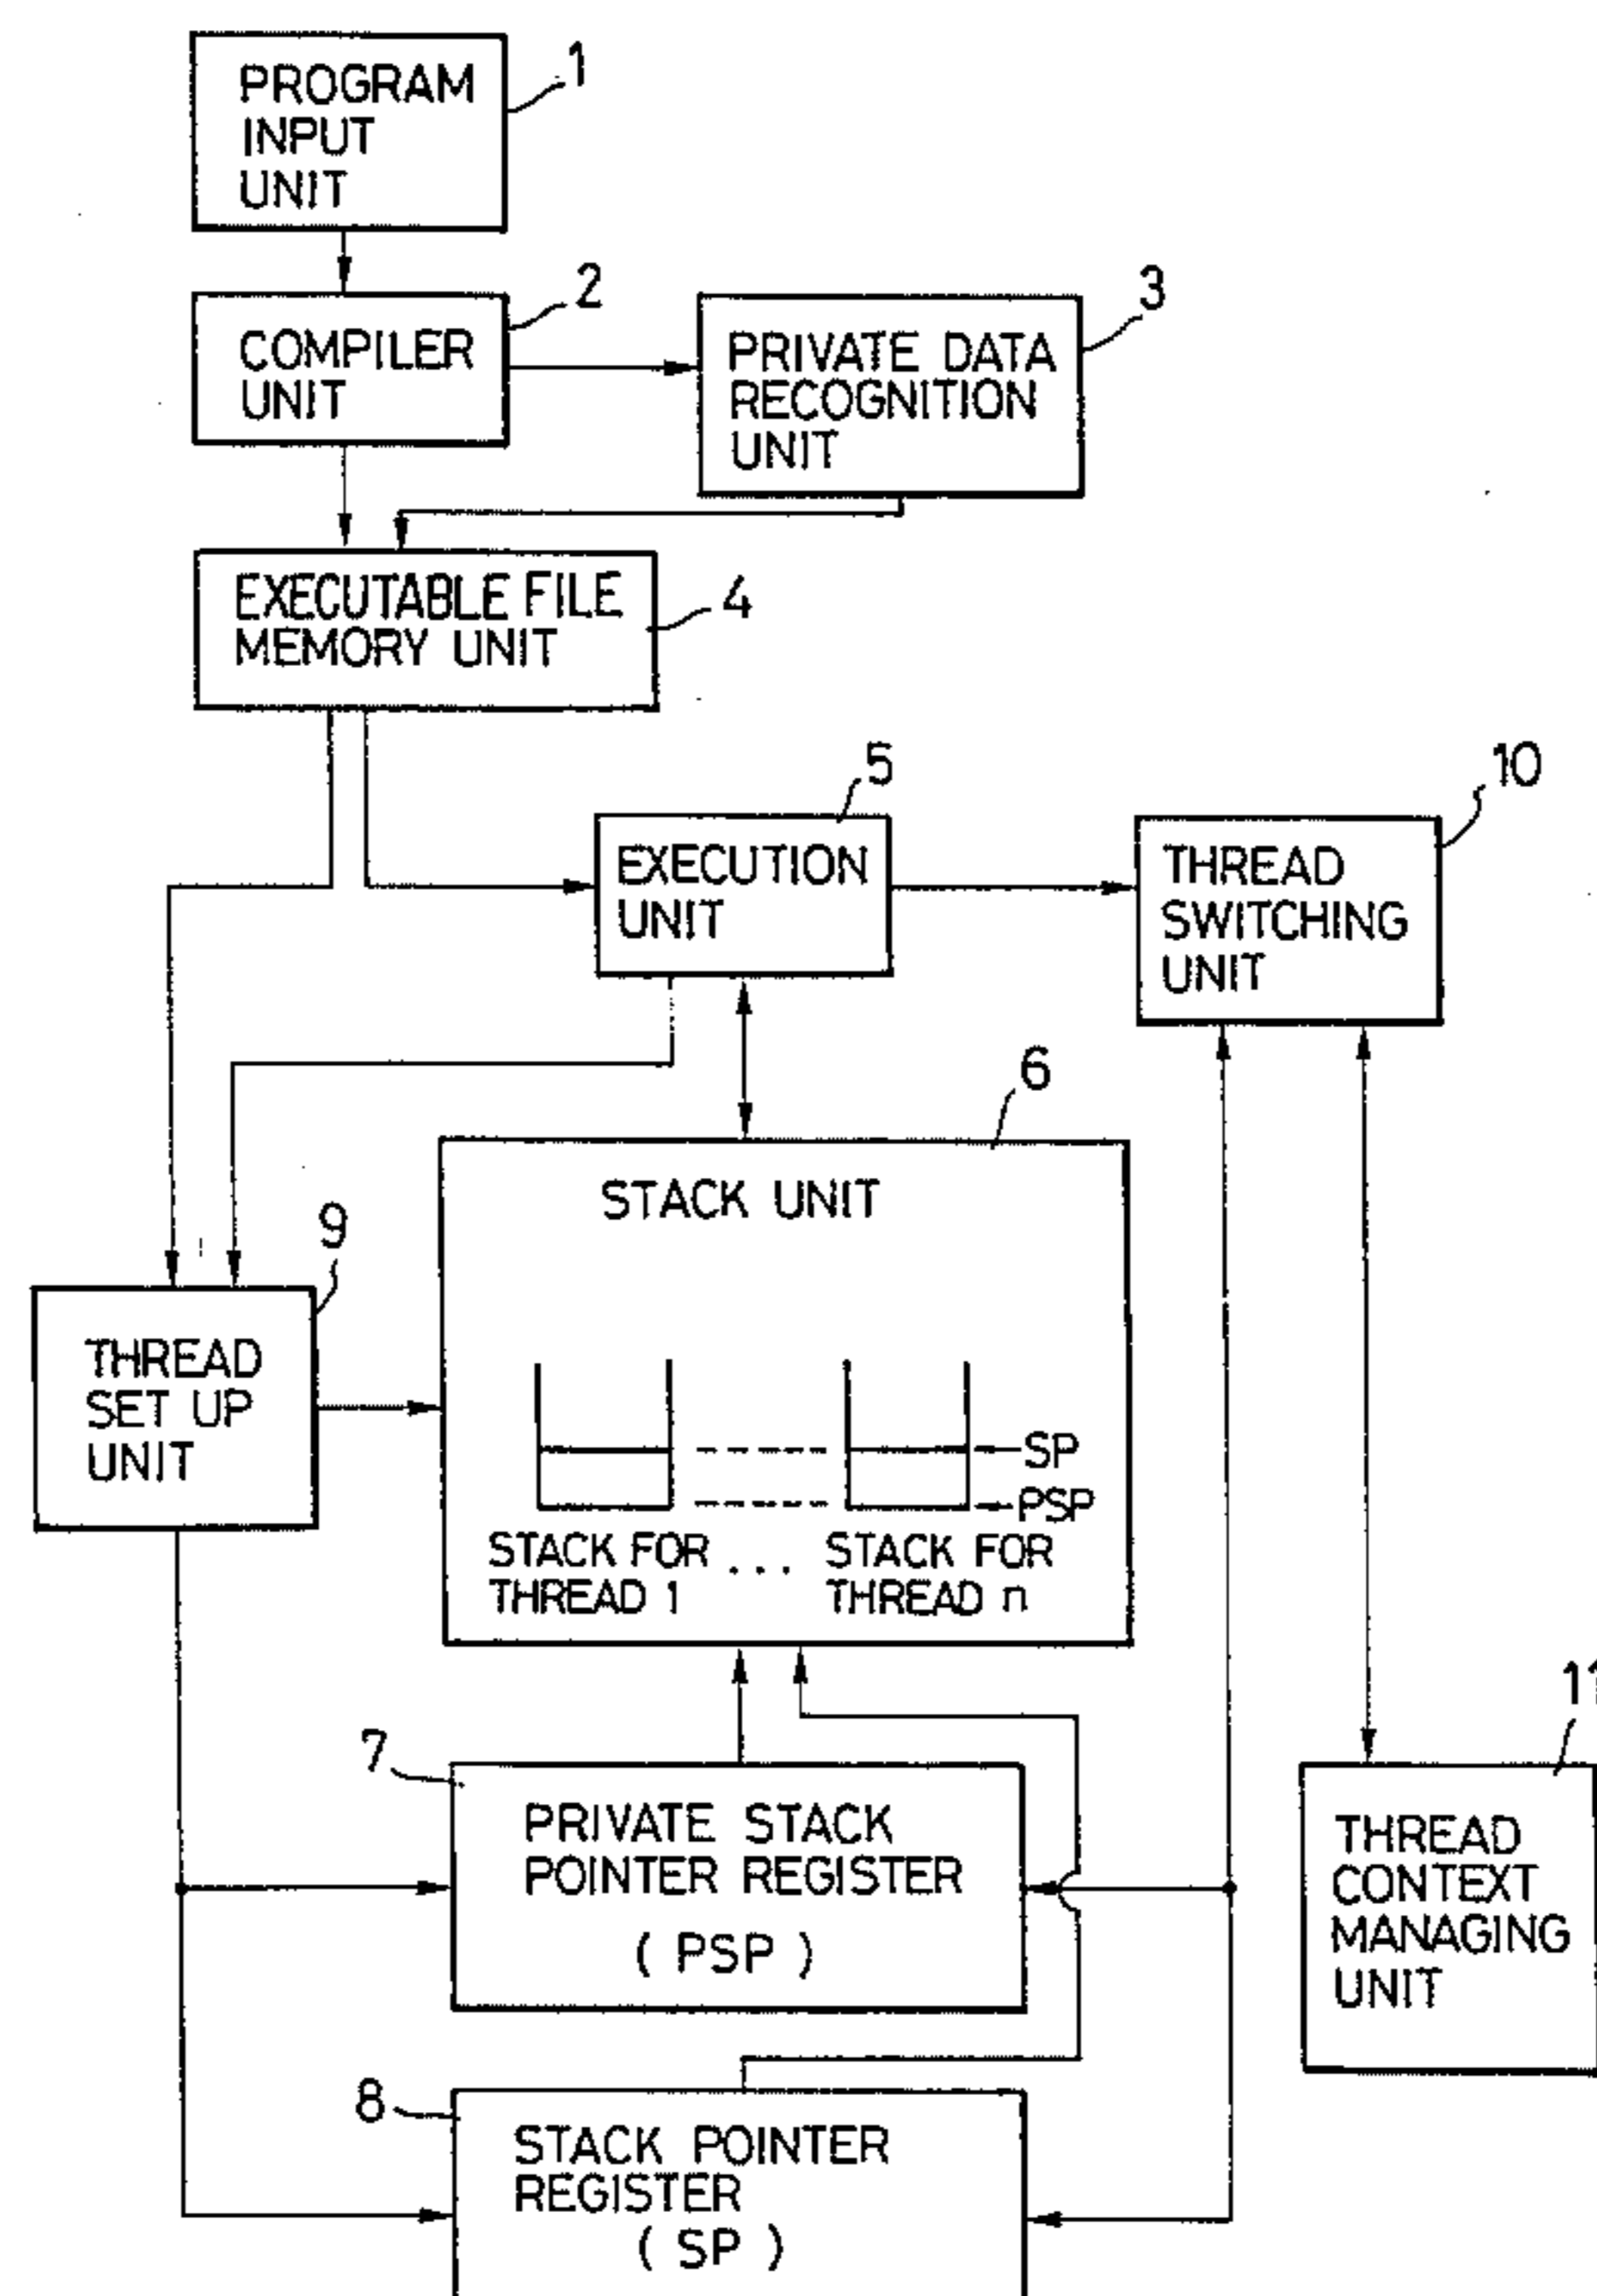 1
PROGRAM
INPUT
UNIT
2
COMPILER
UNIT
3
PRIVATE DATA
RECOGNITION
UNIT
EXECUTABLE FILE
MEMORY UNIT
4
5
EXECUTION
UNIT
10
THREAD
SWITCHING
UNIT
6
STACK UNIT
9
THREAD
SET UP
UNIT
SP
PSP
STACK FOR
THREAD 1
...
STACK FOR
THREAD n
7
PRIVATE STACK
POINTER REGISTER
( PSP )
11
THREAD
CONTEXT
MANAGING
UNIT
8
STACK POINTER
REGISTER
( SP )